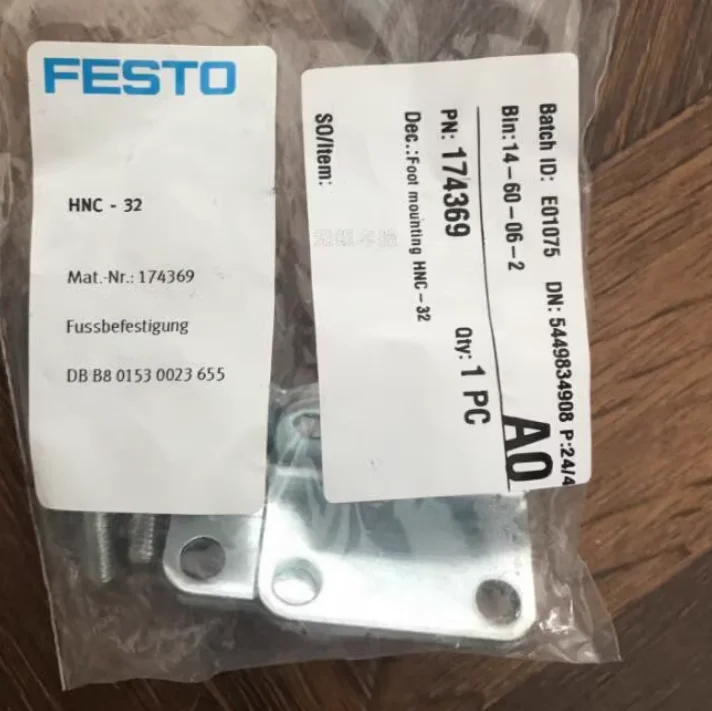 FESTO
HNC - 32
Mat.-Nr.: 174369
Fussbefestigung
DB B8 0153 0023 655
Batch ID: E01075 DN: 5449834908 P:24/4
Bin:14-60-06-2
A0
PN: 174369 Qty: 1 PC
Dec.:Foot mounting HNC-32
SO/Item: